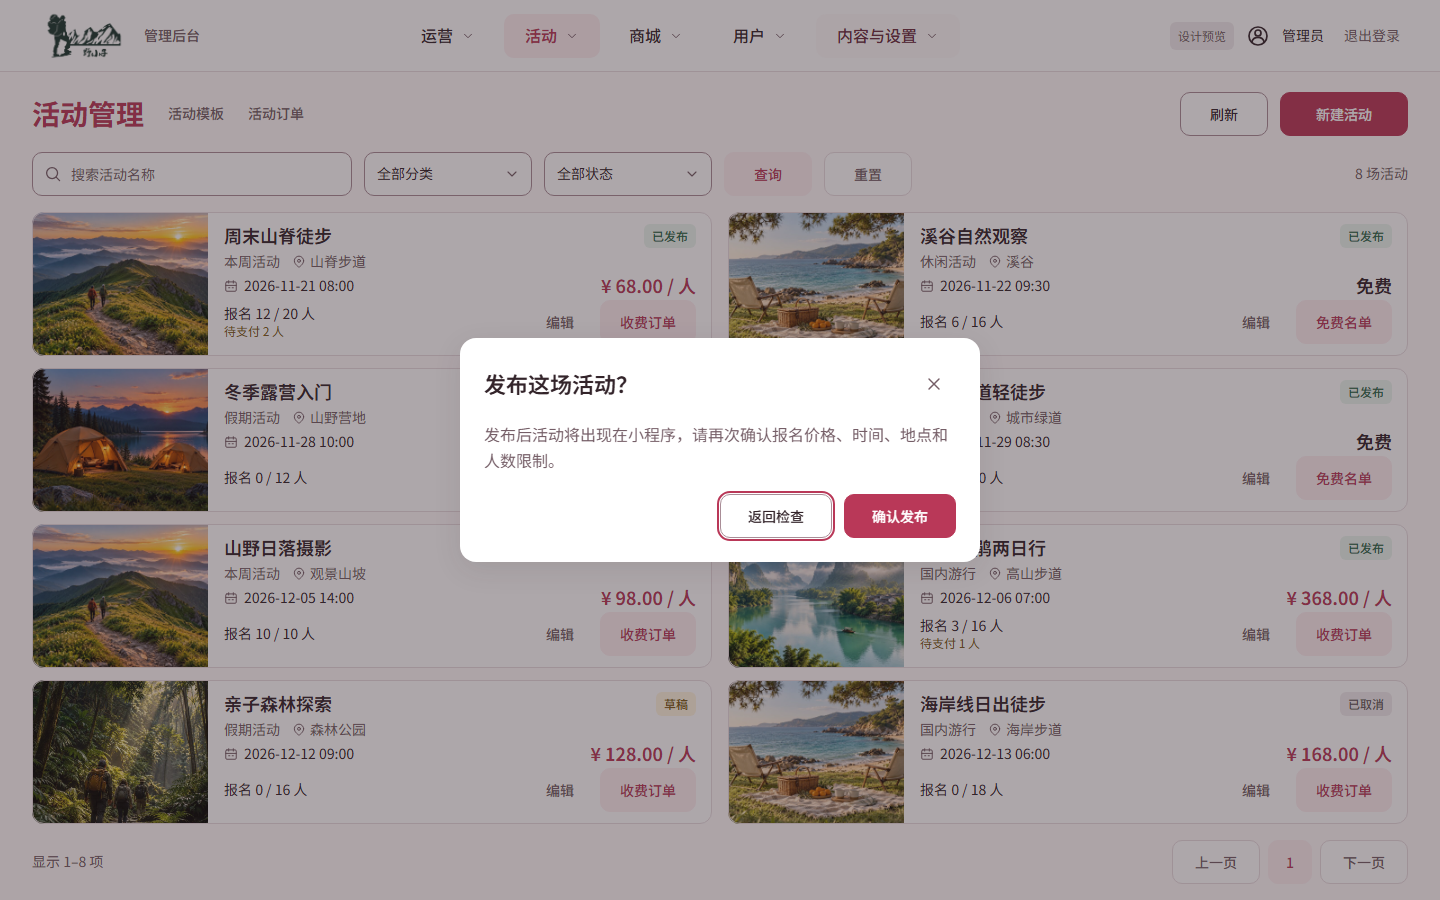 野山子
管理后台
运营
活动
商城
用户
内容与设置
设计预览
管理员
退出登录
活动管理
活动模板
活动订单
刷新
新建活动
搜索活动名称
全部分类
全部状态
查询
重置
8 场活动
周末山脊徒步
已发布
本周活动
山脊步道
2026-11-21 08:00
¥ 68.00 / 人
报名 12 / 20 人
待支付 2 人
编辑
收费订单
溪谷自然观察
已发布
休闲活动
溪谷
2026-11-22 09:30
免费
报名 6 / 16 人
编辑
免费名单
冬季露营入门
假期活动
山野营地
2026-11-28 10:00
报名 0 / 12 人
道轻徒步
已发布
城市绿道
11-29 08:30
免费
0 人
编辑
免费名单
发布这场活动？
发布后活动将出现在小程序，请再次确认报名价格、时间、地点和
人数限制。
返回检查
确认发布
山野日落摄影
本周活动
观景山坡
2026-12-05 14:00
¥ 98.00 / 人
报名 10 / 10 人
编辑
收费订单
两日行
已发布
国内游行
高山步道
2026-12-06 07:00
¥ 368.00 / 人
报名 3 / 16 人
待支付 1 人
编辑
收费订单
亲子森林探索
草稿
假期活动
森林公园
2026-12-12 09:00
¥ 128.00 / 人
报名 0 / 16 人
编辑
收费订单
海岸线日出徒步
已取消
国内游行
海岸步道
2026-12-13 06:00
¥ 168.00 / 人
报名 0 / 18 人
编辑
收费订单
显示 1–8 项
上一页
1
下一页